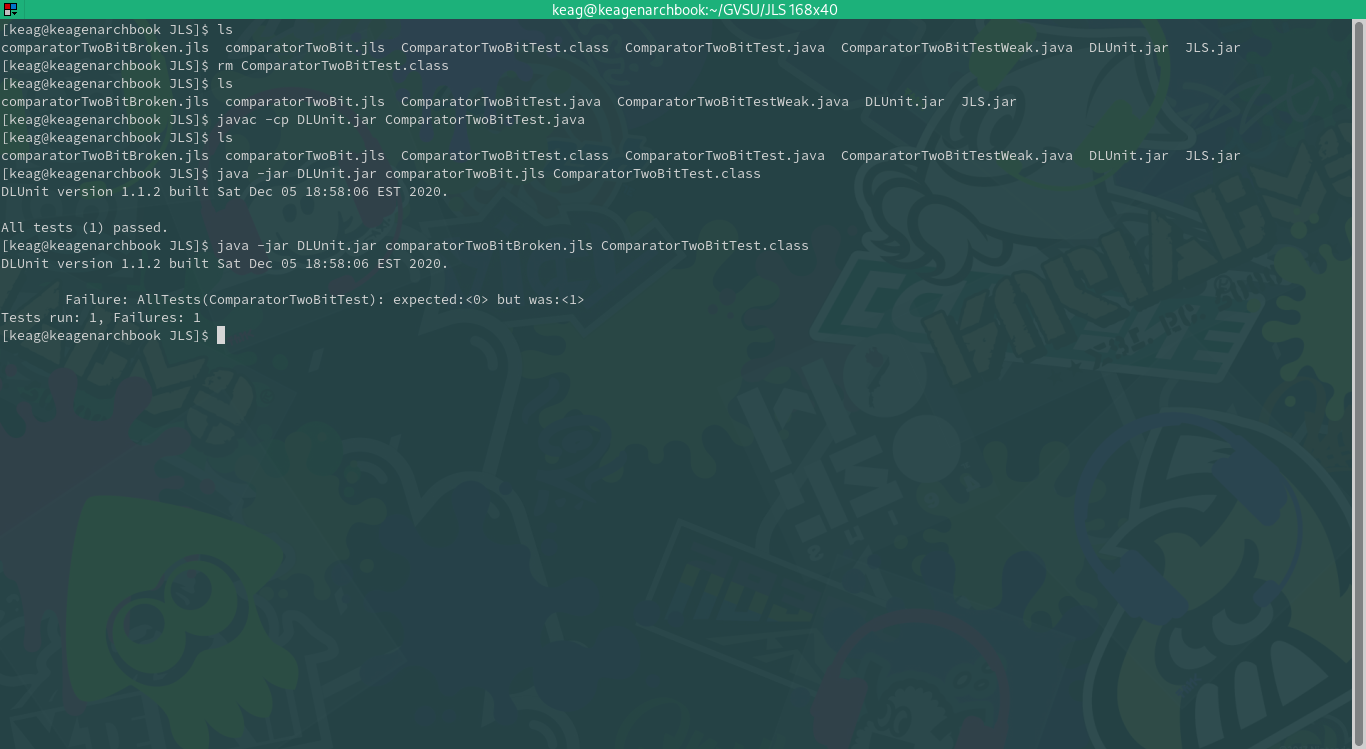 keag@keagenarchbook:~/GVSU/JLS 168x40
[keag@keagenarchbook JLS]$ ls
comparatorTwoBitBroken.jls  comparatorTwoBit.jls  ComparatorTwoBitTest.class  ComparatorTwoBitTest.java  ComparatorTwoBitTestWeak.java  DLUnit.jar  JLS.jar
[keag@keagenarchbook JLS]$ rm ComparatorTwoBitTest.class
[keag@keagenarchbook JLS]$ ls
comparatorTwoBitBroken.jls  comparatorTwoBit.jls  ComparatorTwoBitTest.java  ComparatorTwoBitTestWeak.java  DLUnit.jar  JLS.jar
[keag@keagenarchbook JLS]$ javac -cp DLUnit.jar ComparatorTwoBitTest.java
[keag@keagenarchbook JLS]$ ls
comparatorTwoBitBroken.jls  comparatorTwoBit.jls  ComparatorTwoBitTest.class  ComparatorTwoBitTest.java  ComparatorTwoBitTestWeak.java  DLUnit.jar  JLS.jar
[keag@keagenarchbook JLS]$ java -jar DLUnit.jar comparatorTwoBit.jls ComparatorTwoBitTest.class
DLUnit version 1.1.2 built Sat Dec 05 18:58:06 EST 2020.
All tests (1) passed.
[keag@keagenarchbook JLS]$ java -jar DLUnit.jar comparatorTwoBitBroken.jls ComparatorTwoBitTest.class
DLUnit version 1.1.2 built Sat Dec 05 18:58:06 EST 2020.
Failure: AllTests(ComparatorTwoBitTest): expected:<0> but was:<1>
Tests run: 1, Failures: 1
[keag@keagenarchbook JLS]$